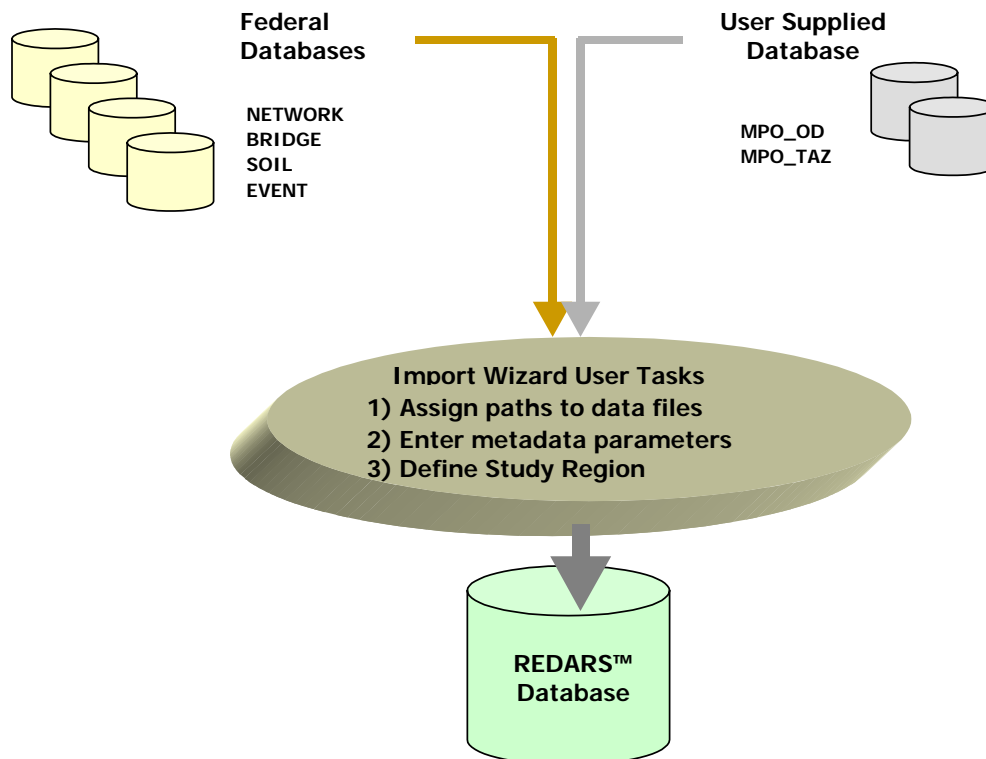 Federal
Databases
NETWORK
BRIDGE
SOIL
EVENT
User Supplied
Database
MPO_OD
MPO_TAZ
Import Wizard User Tasks
1) Assign paths to data files
2) Enter metadata parameters
3) Define Study Region
REDARS™
Database